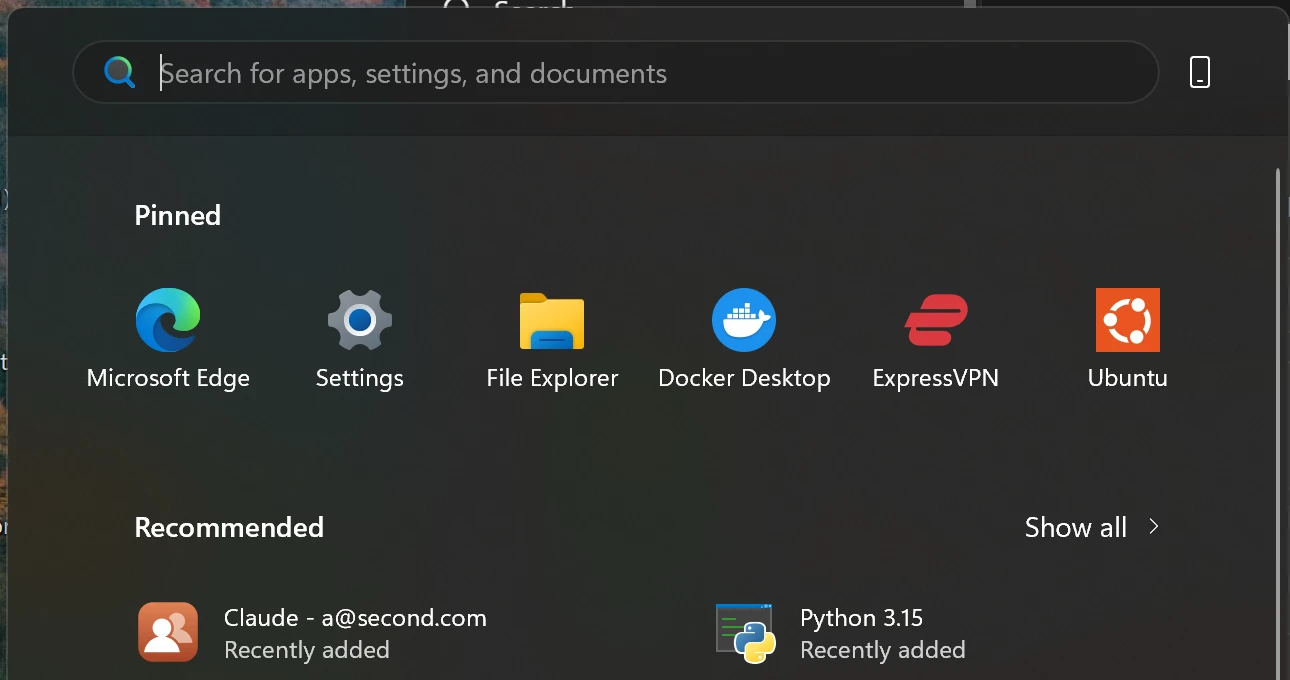 Search
Search for apps, settings, and documents
Pinned
Microsoft Edge
Settings
File Explorer
Docker Desktop
ExpressVPN
Ubuntu
Recommended
Show all
Claude - a@second.com
Recently added
Python 3.15
Recently added